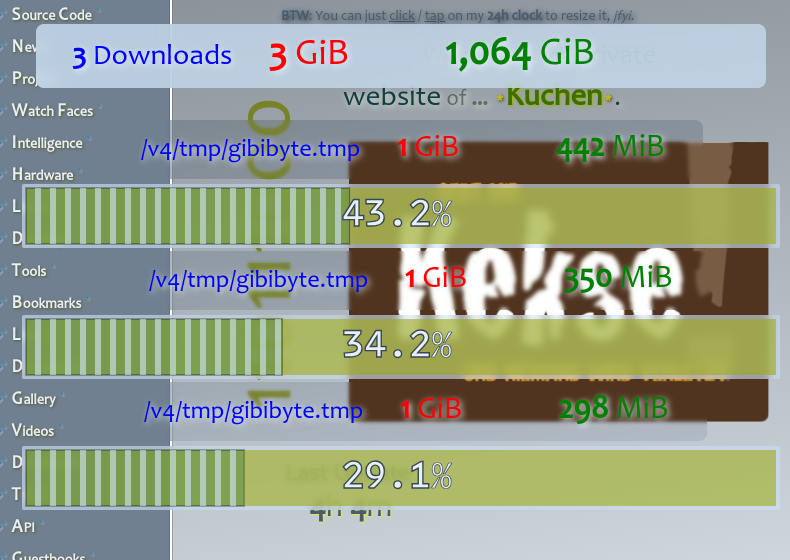 Source Code
BTW: You can just click / tap on my 24h clock to resize it, /fyi.
3 Downloads 3 GiB 1,064 GiB
website of ... •Kuchen•.
Watch Faces
Intelligence
/v4/tmp/gibibyte.tmp 1 GiB 442 MiB
Hardware
43.2%
Kekse
Tools
/v4/tmp/gibibyte.tmp 1 GiB 350 MiB
Bookmarks
34.2%
Gallery
/v4/tmp/gibibyte.tmp 1 GiB 298 MiB
Videos
29.1%
4h 4m
API
Guestbooks